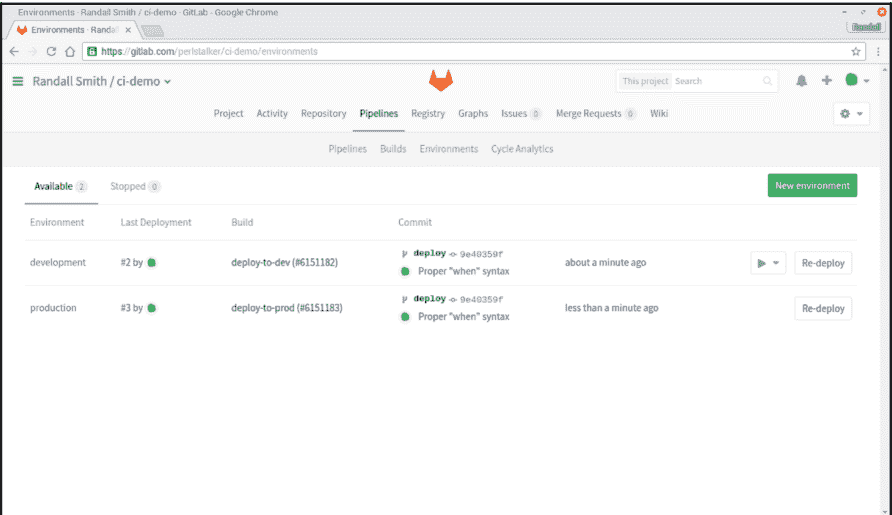 Environments · Randall Smith / ci-demo · GitLab - Google Chrome
Environments · Randal
Randall
https://gitlab.com/perlstalker/ci-demo/environments
Randall Smith / ci-demo
This project Search
Project Activity Repository Pipelines Registry Graphs Issues 0 Merge Requests 0 Wiki
Pipelines Builds Environments Cycle Analytics
Available 2 Stopped 0 New environment
Environment Last Deployment Build Commit
development #2 by deploy-to-dev (#6151182) deploy 9e40359f about a minute ago Re-deploy
Proper "when" syntax
production #3 by deploy-to-prod (#6151183) deploy 9e40359f less than a minute ago Re-deploy
Proper "when" syntax